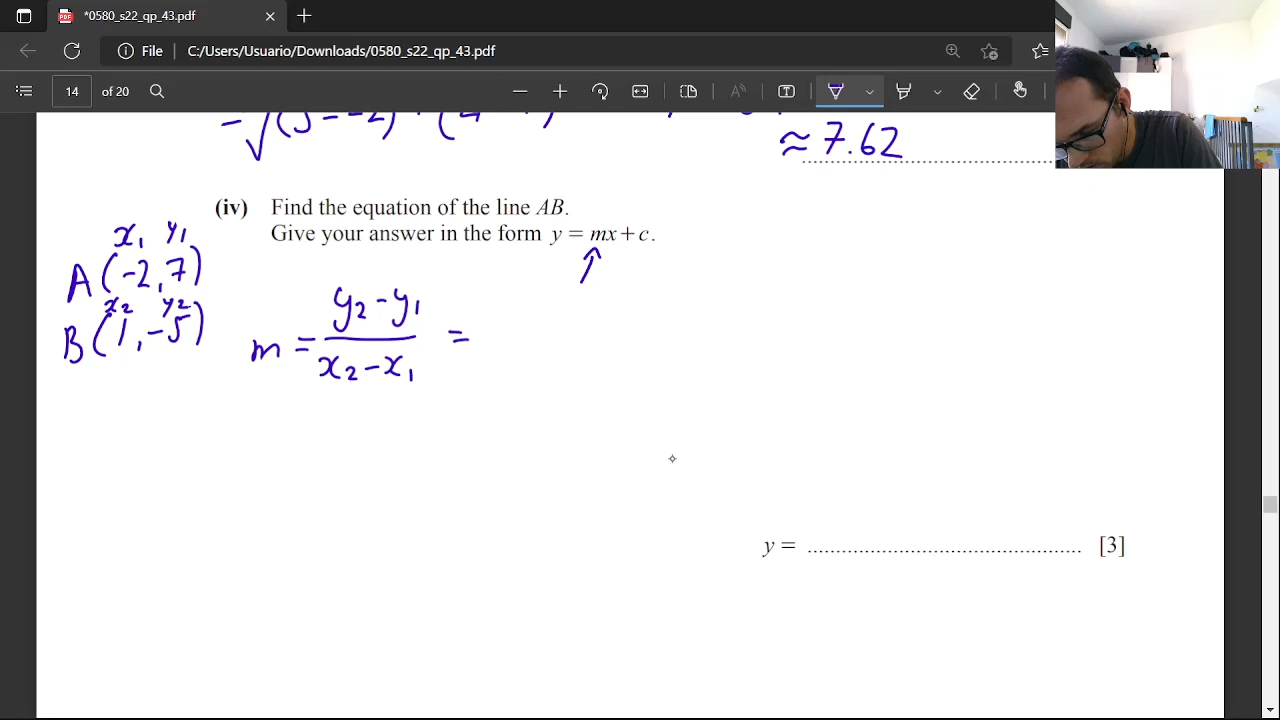 *0580_s22_qp_43.pdf
File
C:/Users/Usuario/Downloads/0580_s22_qp_43.pdf
14 of 20
≈ 7.62
(iv) Find the equation of the line AB.
Give your answer in the form y = mx + c.
x₁ y₁
A(-2,7)
x₂ y₂
B(1,-5)
m = (y₂ - y₁)/(x₂ - x₁) =
y = ................................................ [3]